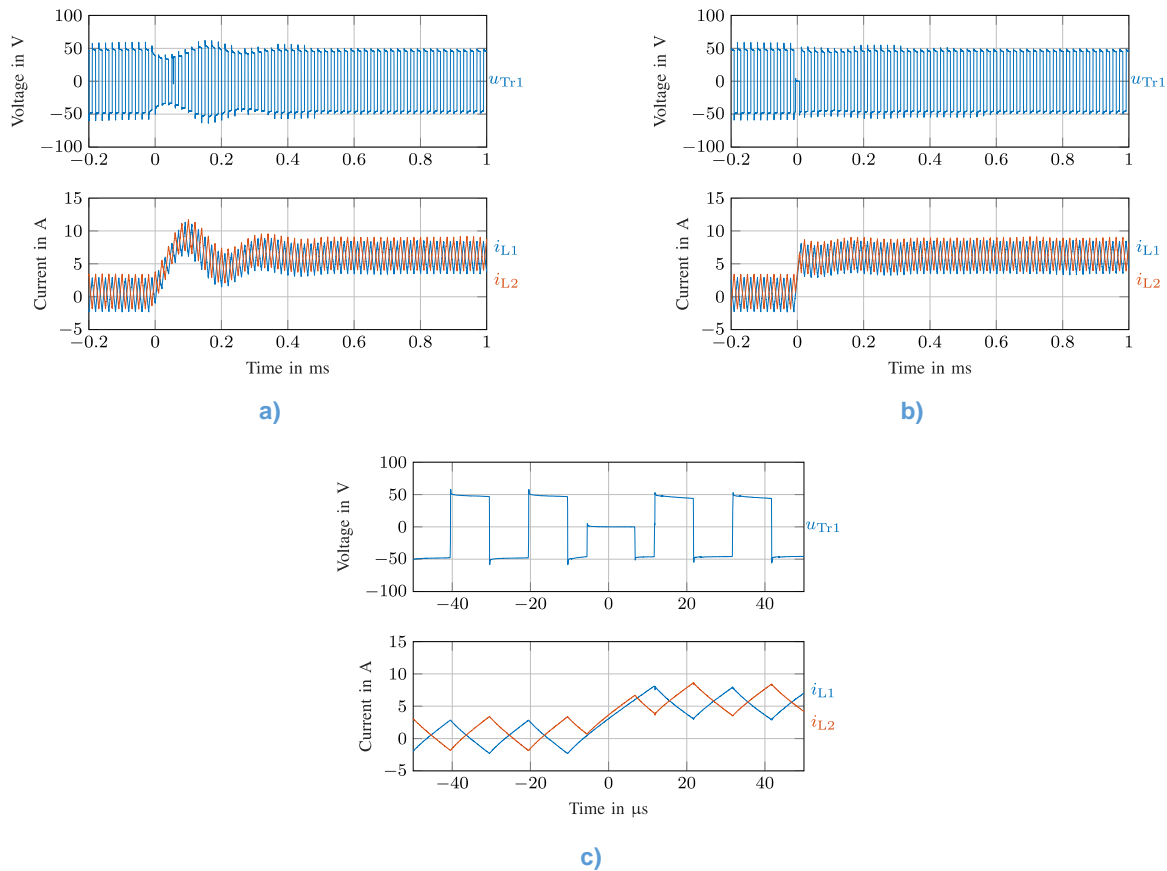 Voltage in V
100
50
0
−50
−100
u_Tr1
−0.2 0 0.2 0.4 0.6 0.8 1
Current in A
15
10
5
0
−5
i_L1
i_L2
−0.2 0 0.2 0.4 0.6 0.8 1
Time in ms
a)
Voltage in V
100
50
0
−50
−100
u_Tr1
−0.2 0 0.2 0.4 0.6 0.8 1
Current in A
15
10
5
0
−5
i_L1
i_L2
−0.2 0 0.2 0.4 0.6 0.8 1
Time in ms
b)
Voltage in V
100
50
0
−50
−100
u_Tr1
−40 −20 0 20 40
Current in A
15
10
5
0
−5
i_L1
i_L2
−40 −20 0 20 40
Time in µs
c)